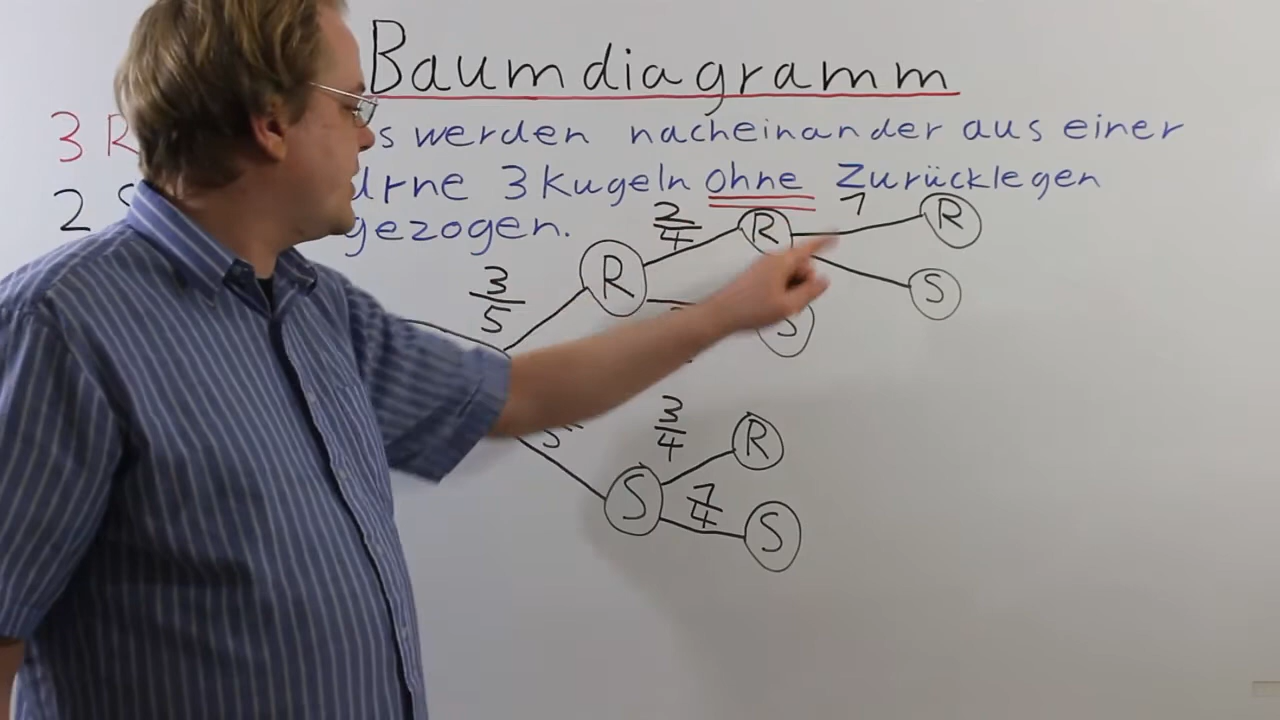 Baumdiagramm
3 R
werden nacheinander aus einer
2 3 Kugeln ohne Zurücklegen
gezogen.
2/4 R 1 R
3/5 R S
S
3/4 R
S 1/4 S